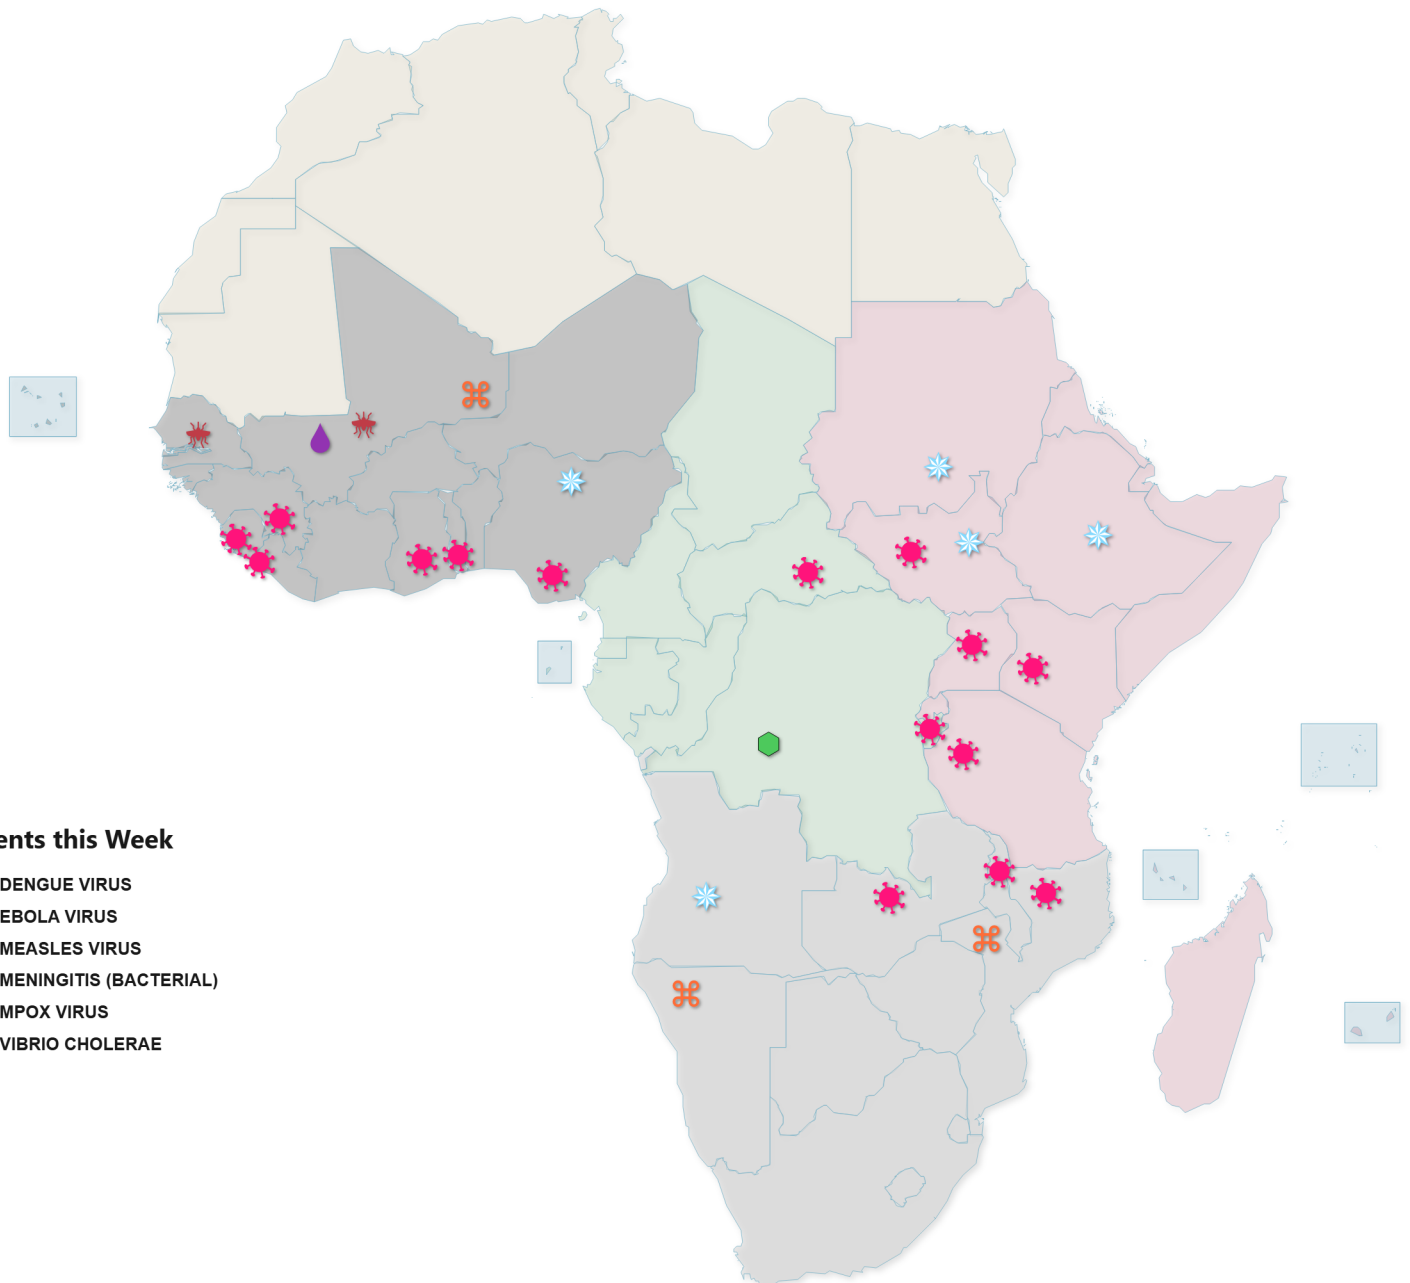 ents this Week
DENGUE VIRUS
EBOLA VIRUS
MEASLES VIRUS
MENINGITIS (BACTERIAL)
MPOX VIRUS
VIBRIO CHOLERAE